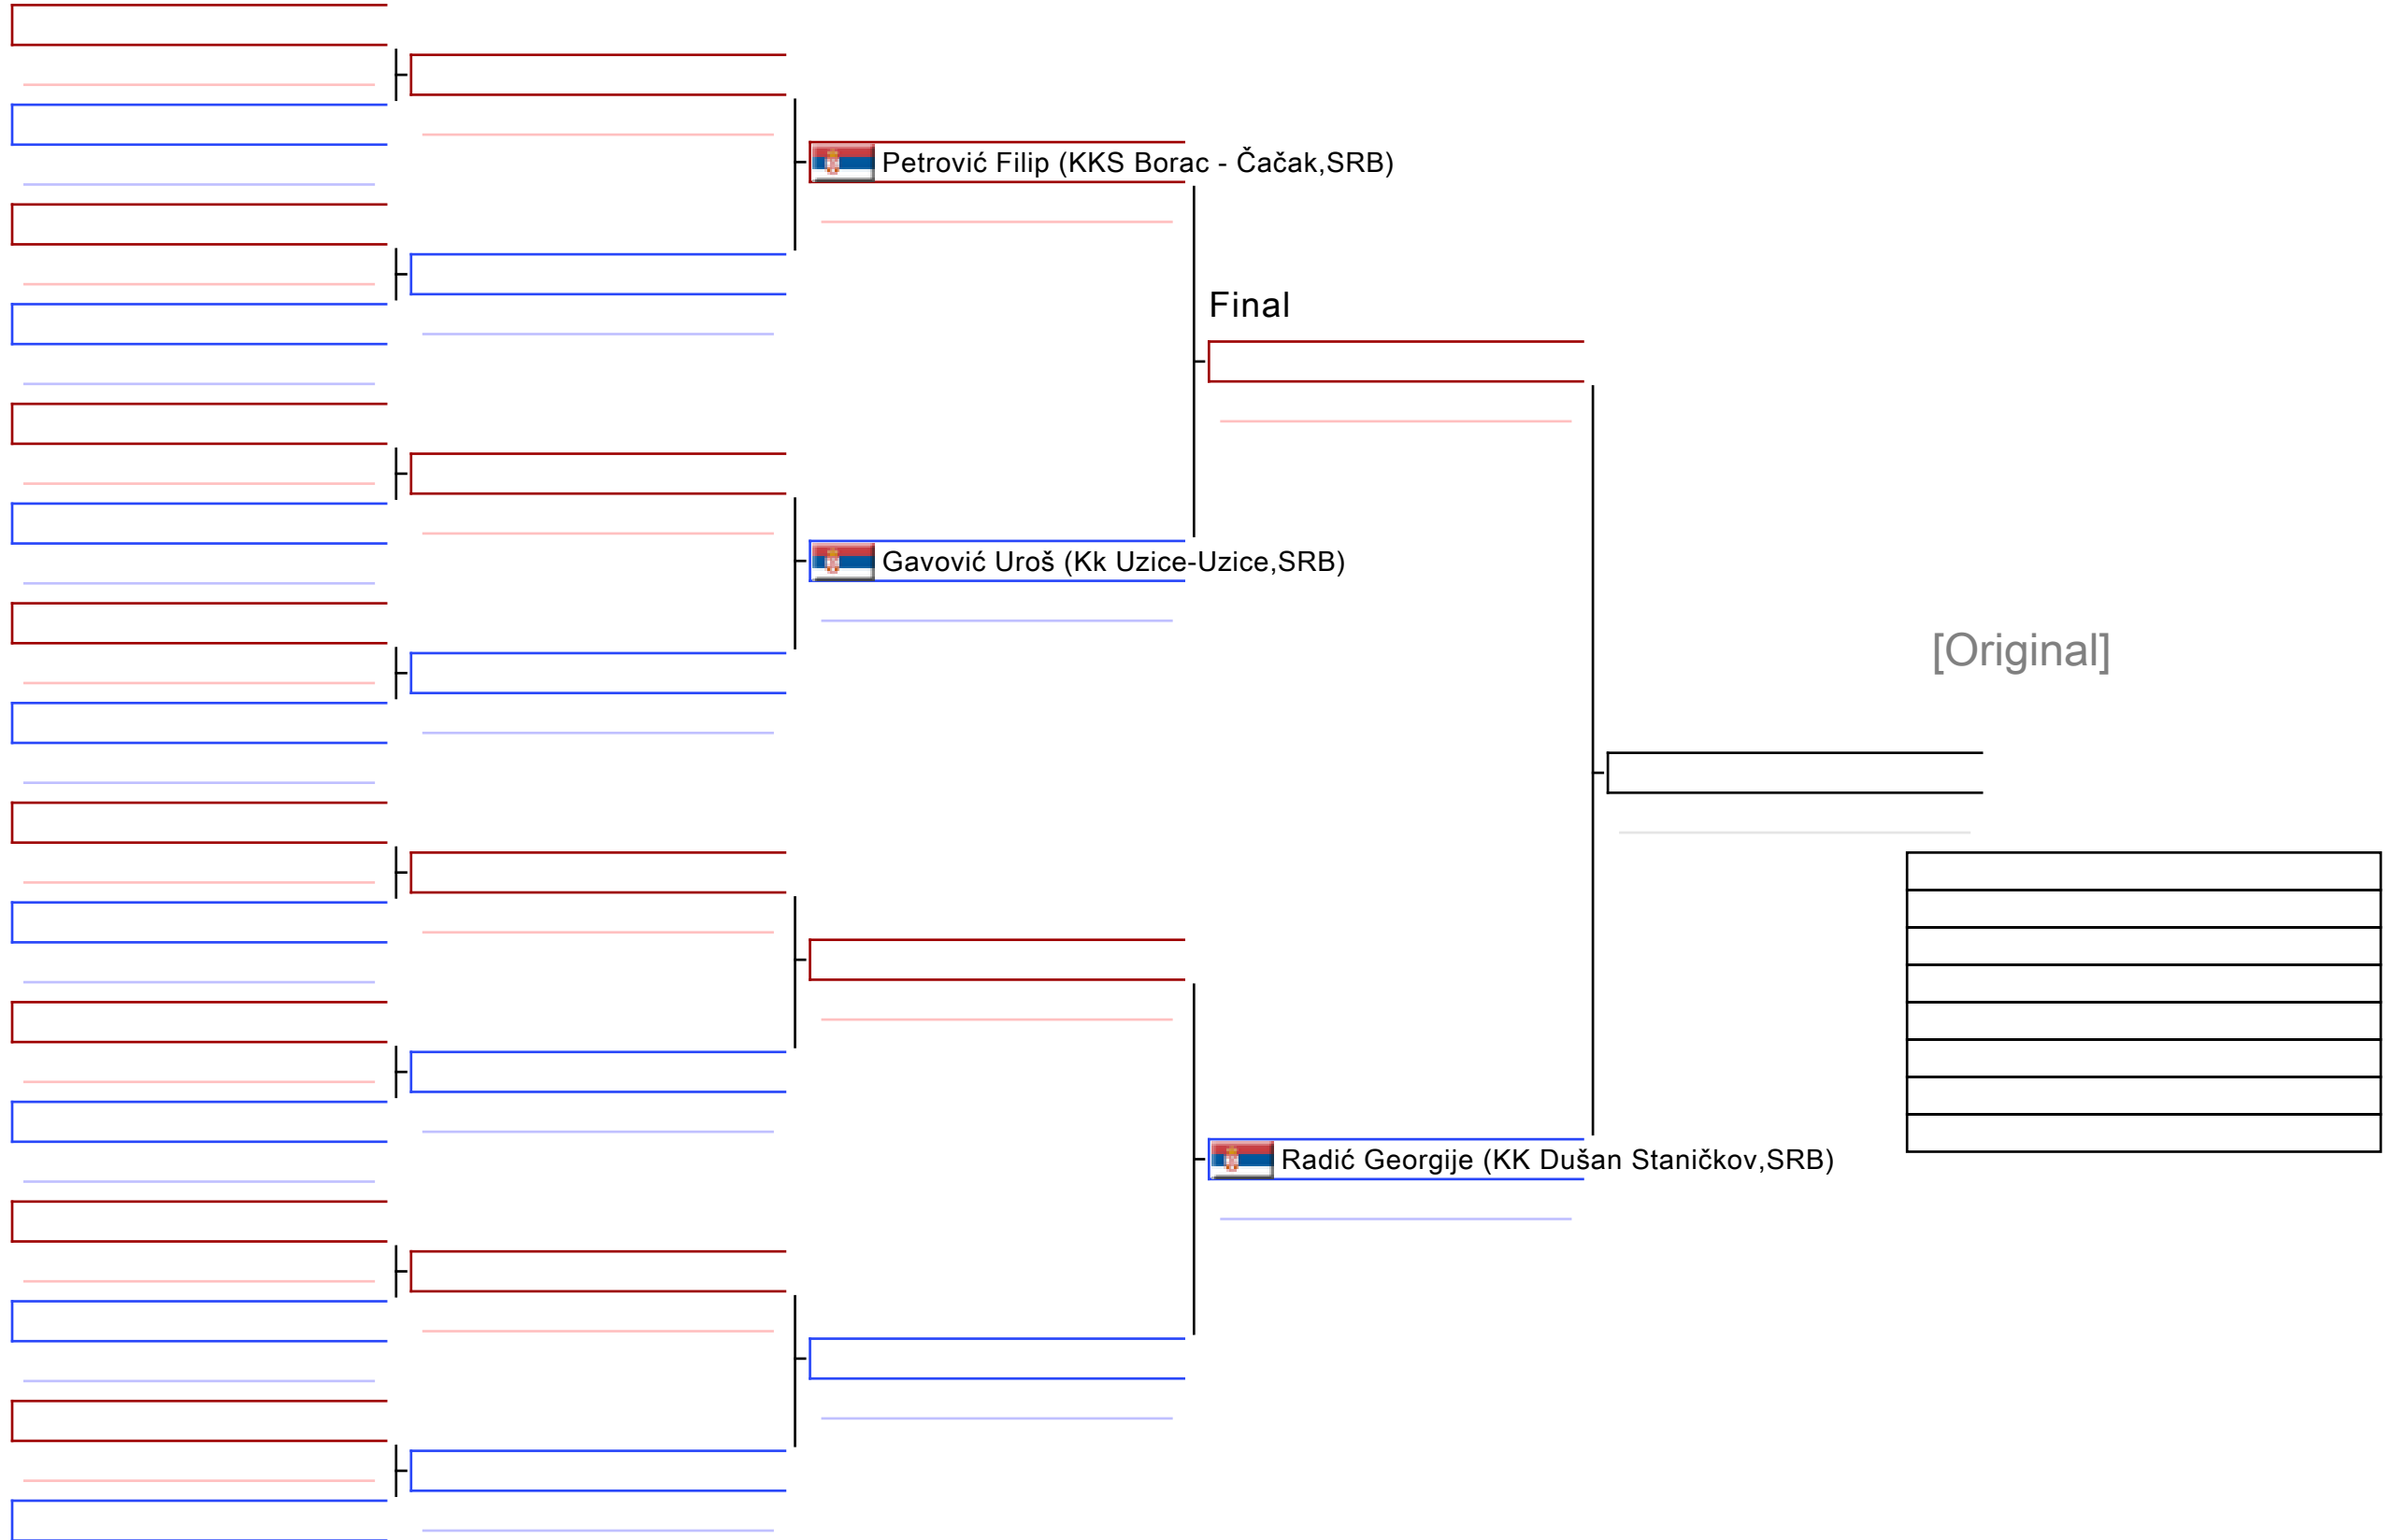 Petrović Filip (KKS Borac - Čačak,SRB)
Final
Gavović Uroš (Kk Uzice-Uzice,SRB)
[Original]
Radić Georgije (KK Dušan Staničkov,SRB)